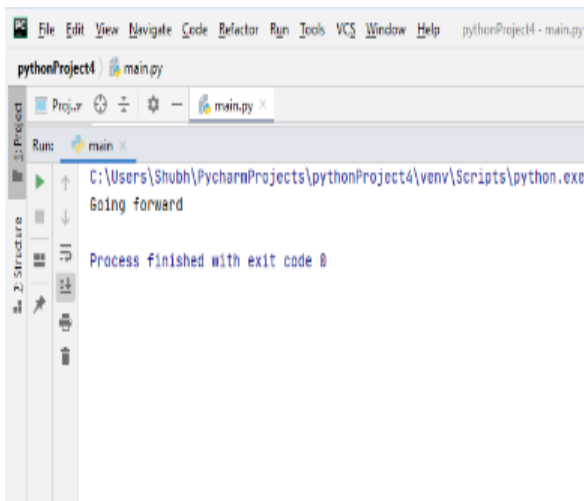 File Edit View Navigate Code Refactor Run Tools VCS Window Help pythonProject4 - main.py
pythonProject4 main.py
1: Project
Proj.. main.py
Run: main
C:\Users\Shubh\PycharmProjects\pythonProject4\venv\Scripts\python.exe
Going forward
Process finished with exit code 0
7: Structure